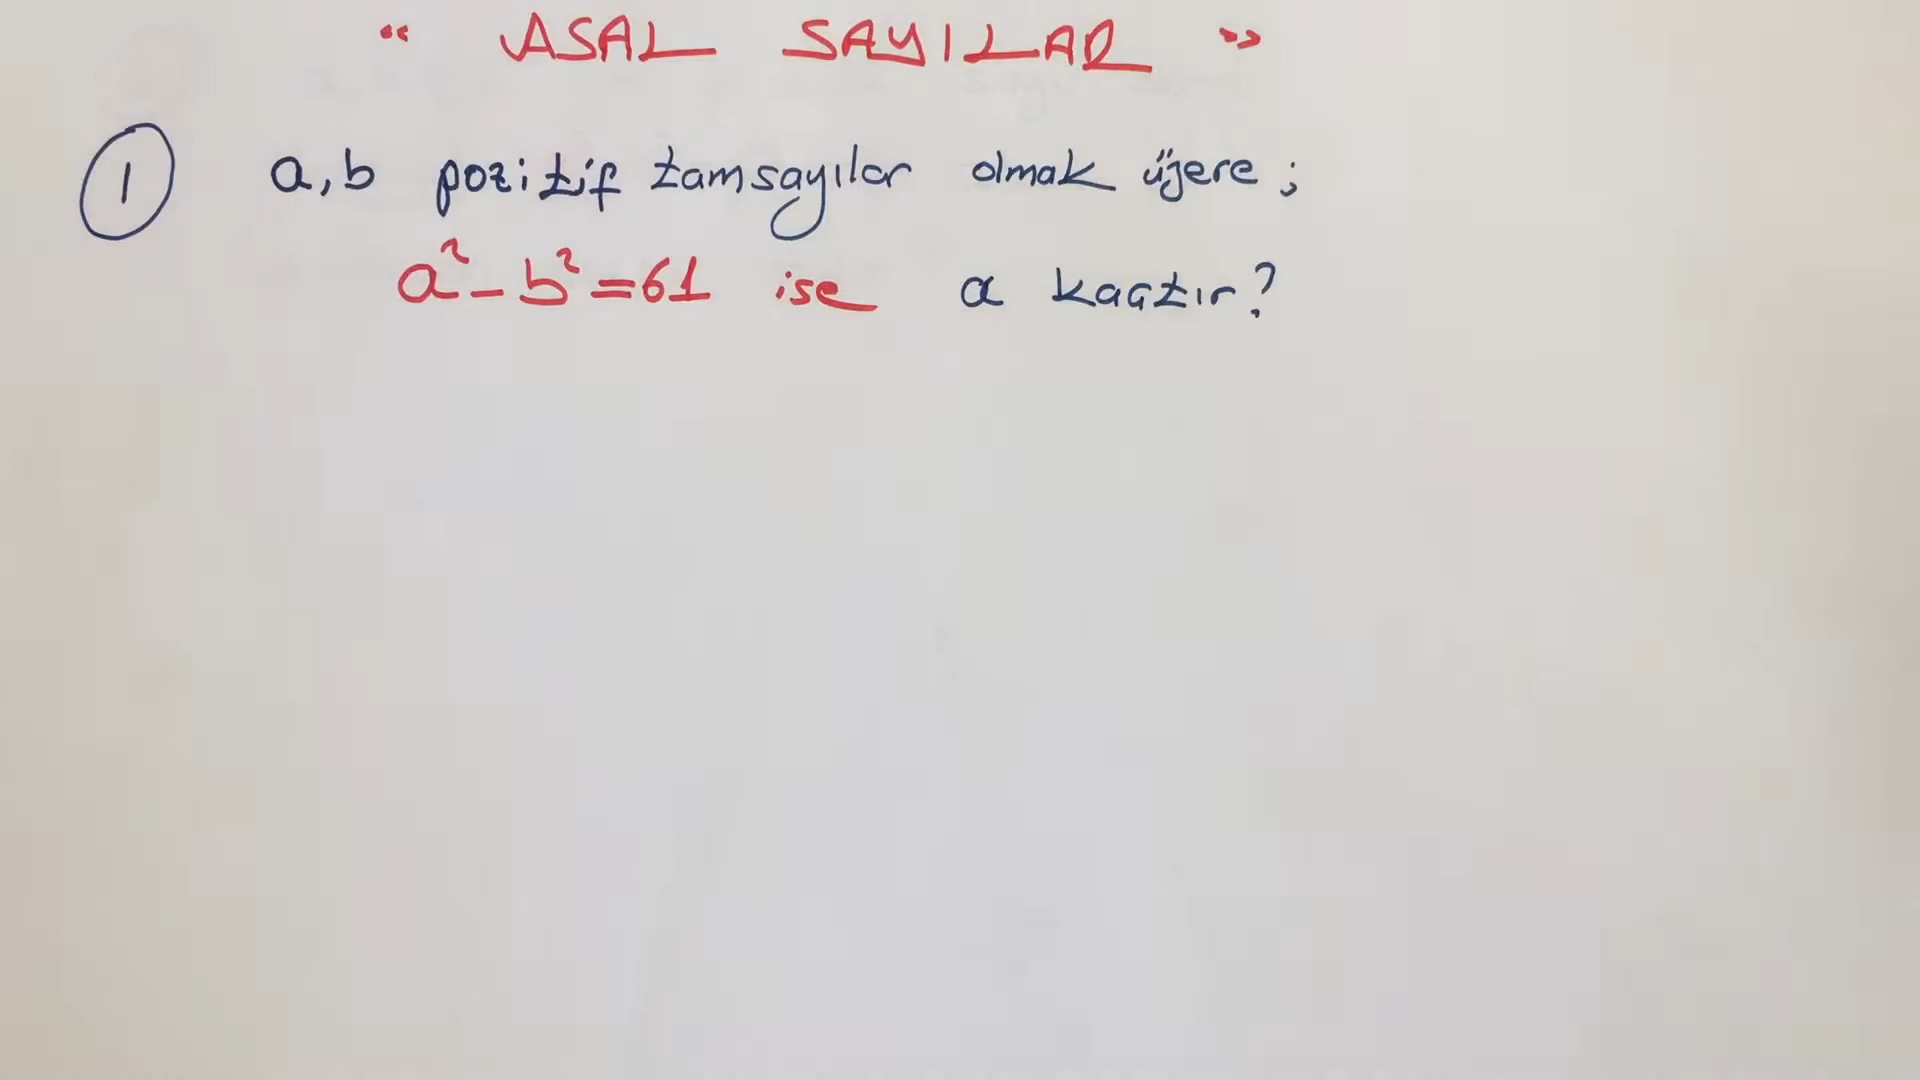 " ASAL SAYILAR "
1 a,b pozitif tamsayılar olmak üzere ;
a² - b² = 61 ise a kaçtır?